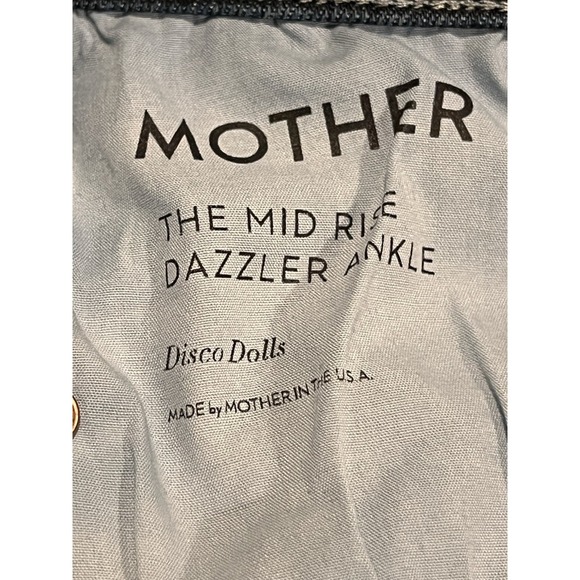 MOTHER
THE MID RISE
DAZZLER ANKLE
Disco Dolls
MADE by MOTHER IN THE U S A.